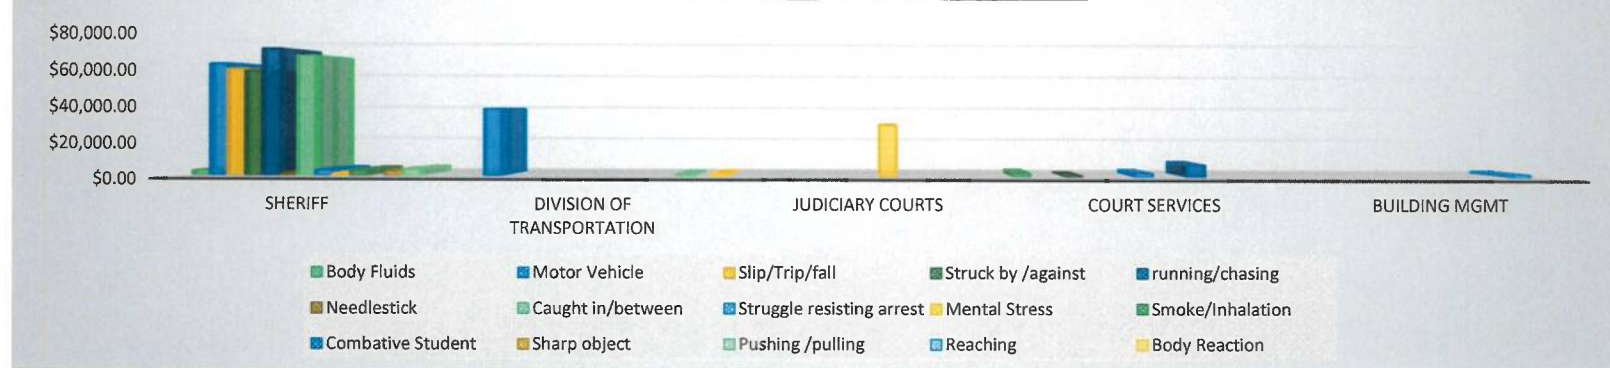 $80,000.00
$60,000.00
$40,000.00
$20,000.00
$0.00
SHERIFF
DIVISION OF
TRANSPORTATION
JUDICIARY COURTS
COURT SERVICES
BUILDING MGMT
Body Fluids
Motor Vehicle
Slip/Trip/fall
Struck by /against
running/chasing
Needlestick
Caught in/between
Struggle resisting arrest
Mental Stress
Smoke/Inhalation
Combative Student
Sharp object
Pushing /pulling
Reaching
Body Reaction